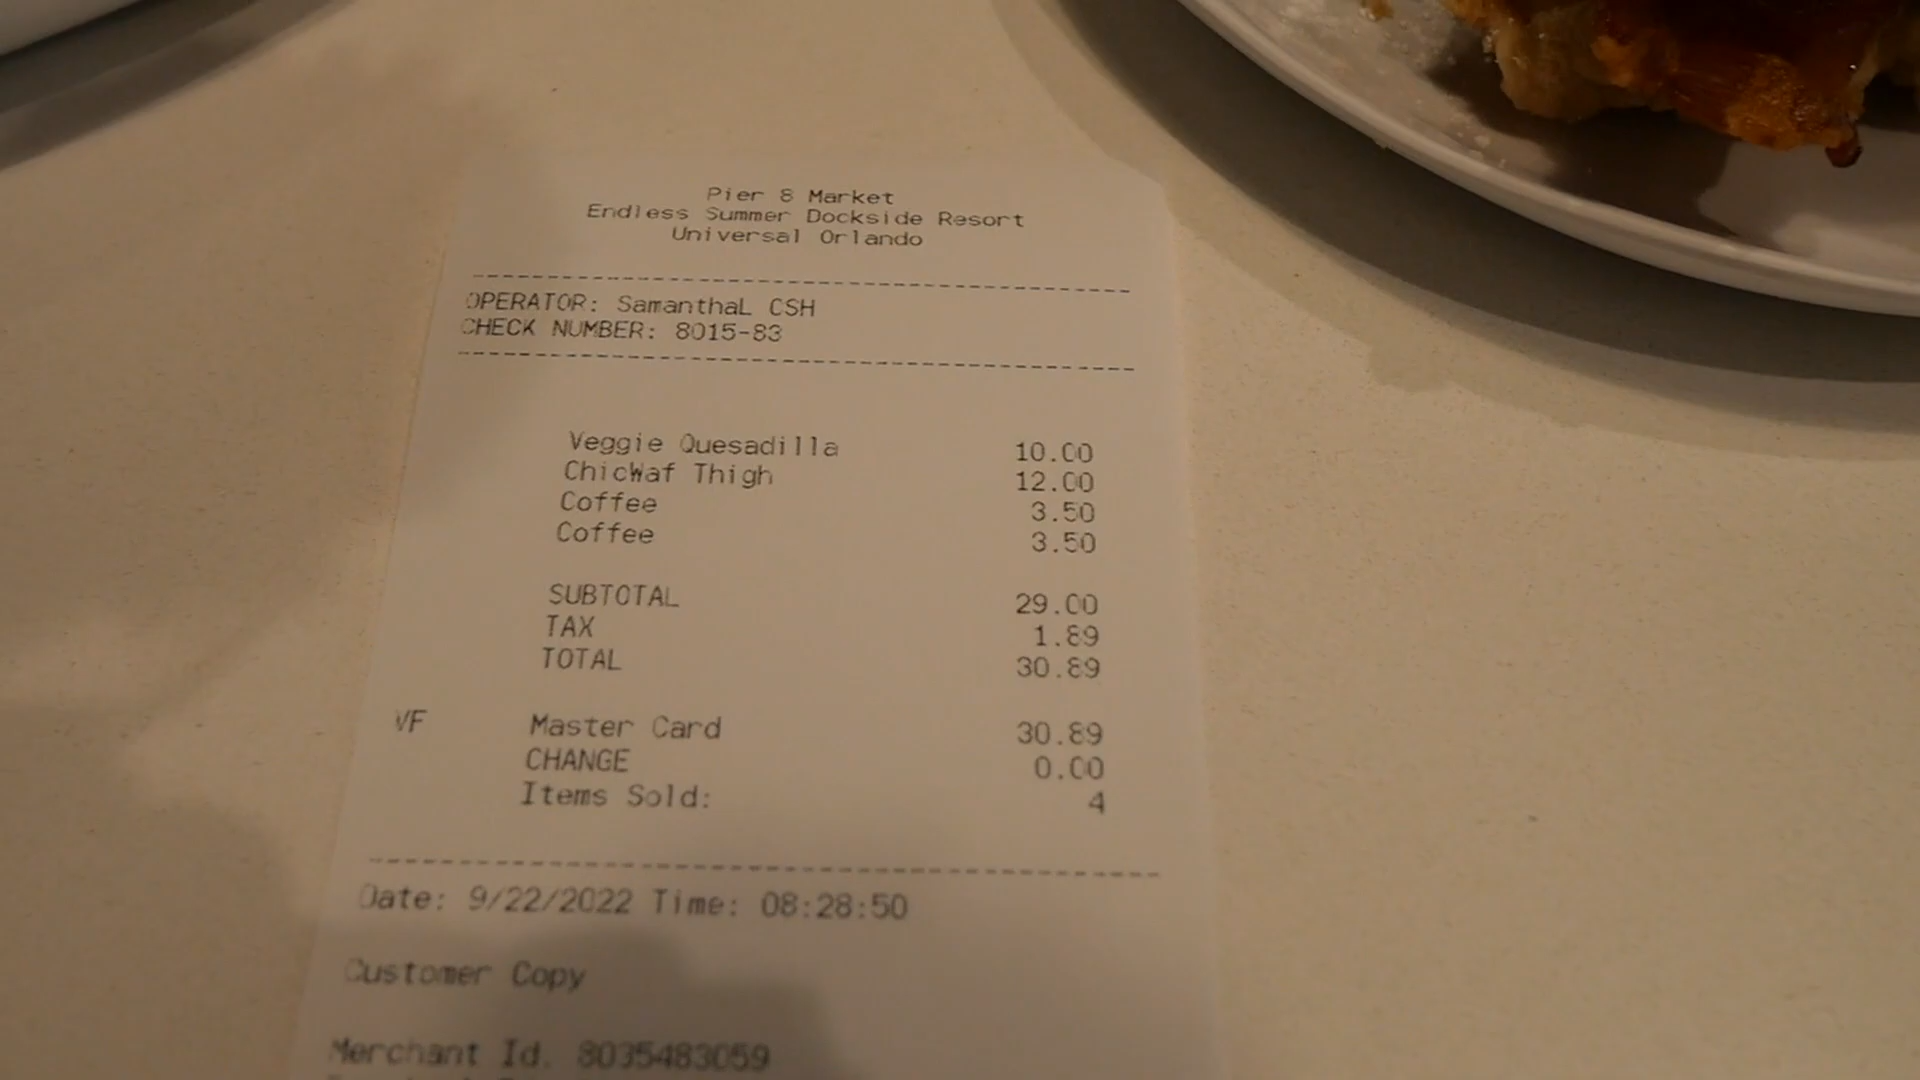 Pier 8 Market
Endless Summer Dockside Resort
Universal Orlando
OPERATOR: SamanthaL CSH
CHECK NUMBER: 8015-83
Veggie Quesadilla 10.00
ChicWaf Thigh 12.00
Coffee 3.50
Coffee 3.50
SUBTOTAL 29.00
TAX 1.89
TOTAL 30.89
VF Master Card 30.89
CHANGE 0.00
Items Sold: 4
Date: 9/22/2022 Time: 08:28:50
Customer Copy
Merchant Id. 8035483059